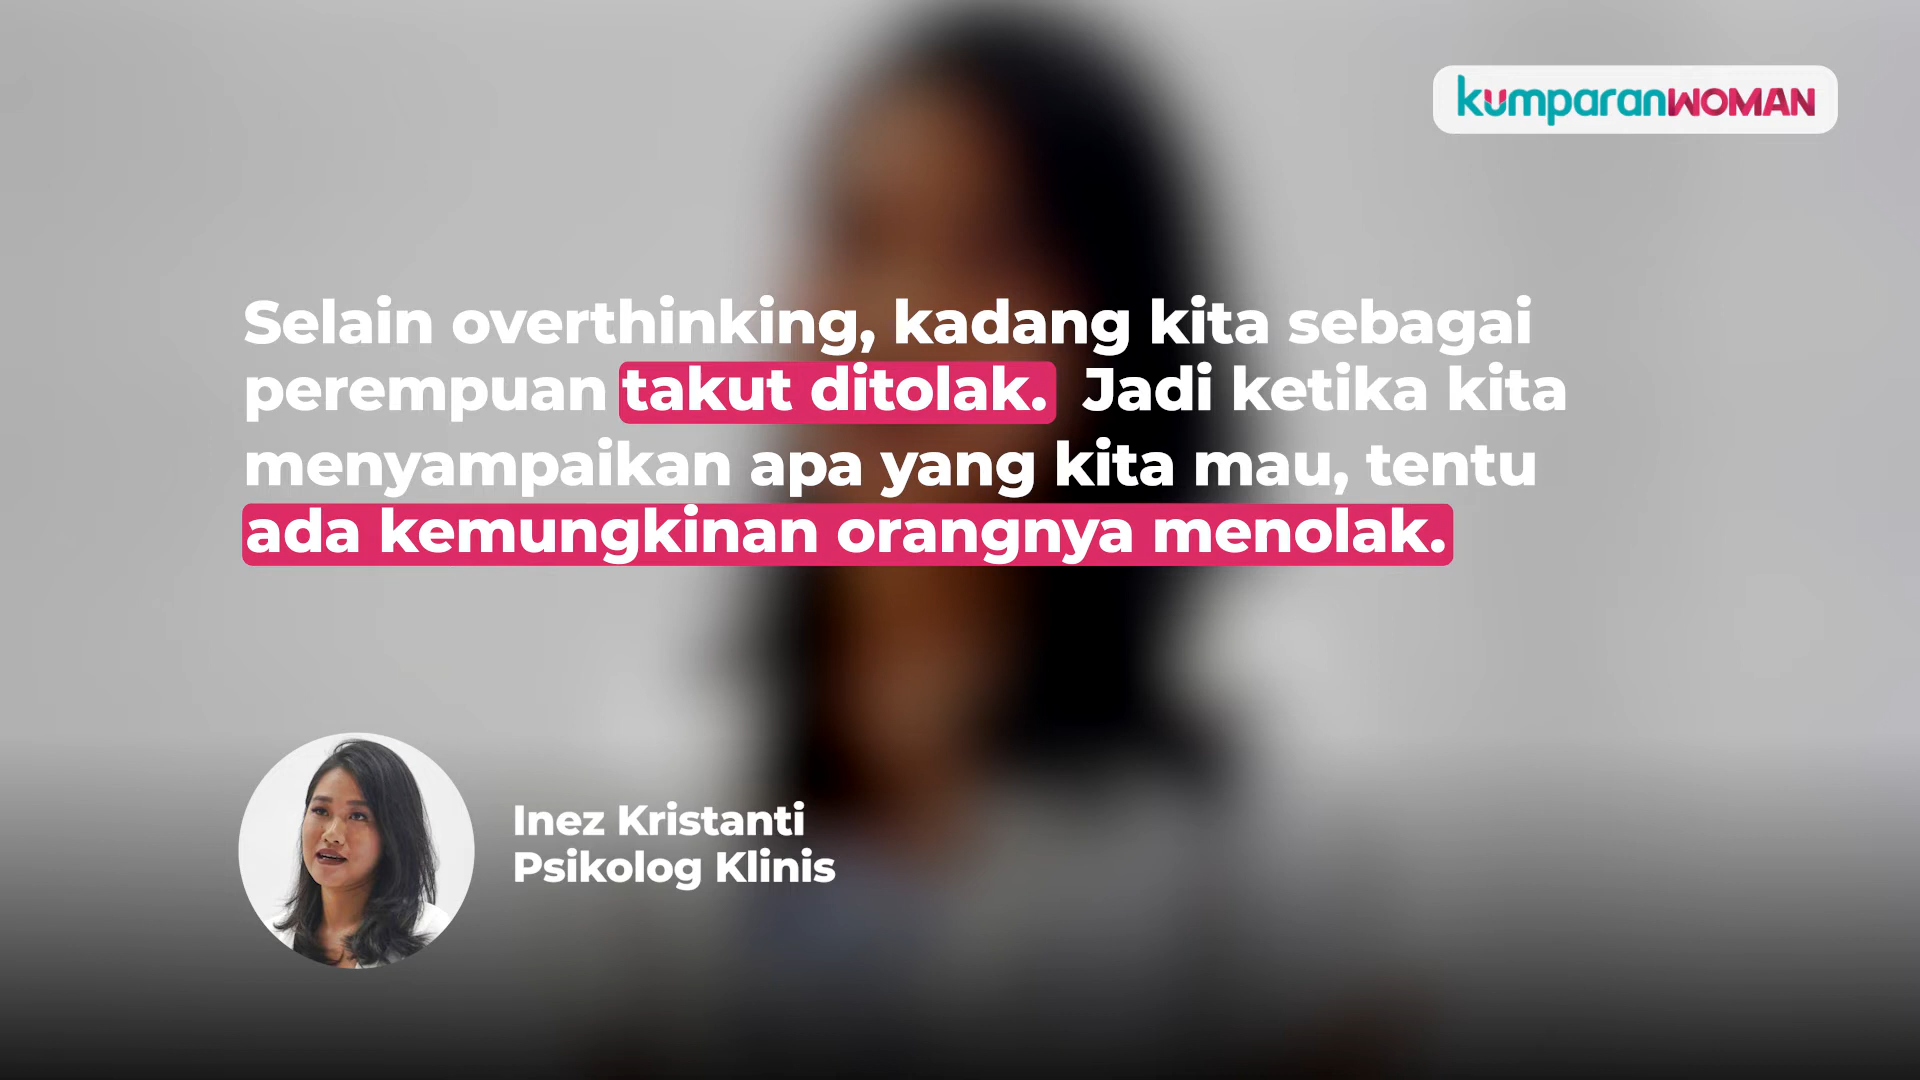 kumparanWOMAN
Selain overthinking, kadang kita sebagai
perempuan takut ditolak. Jadi ketika kita
menyampaikan apa yang kita mau, tentu
ada kemungkinan orangnya menolak.
Inez Kristanti
Psikolog Klinis